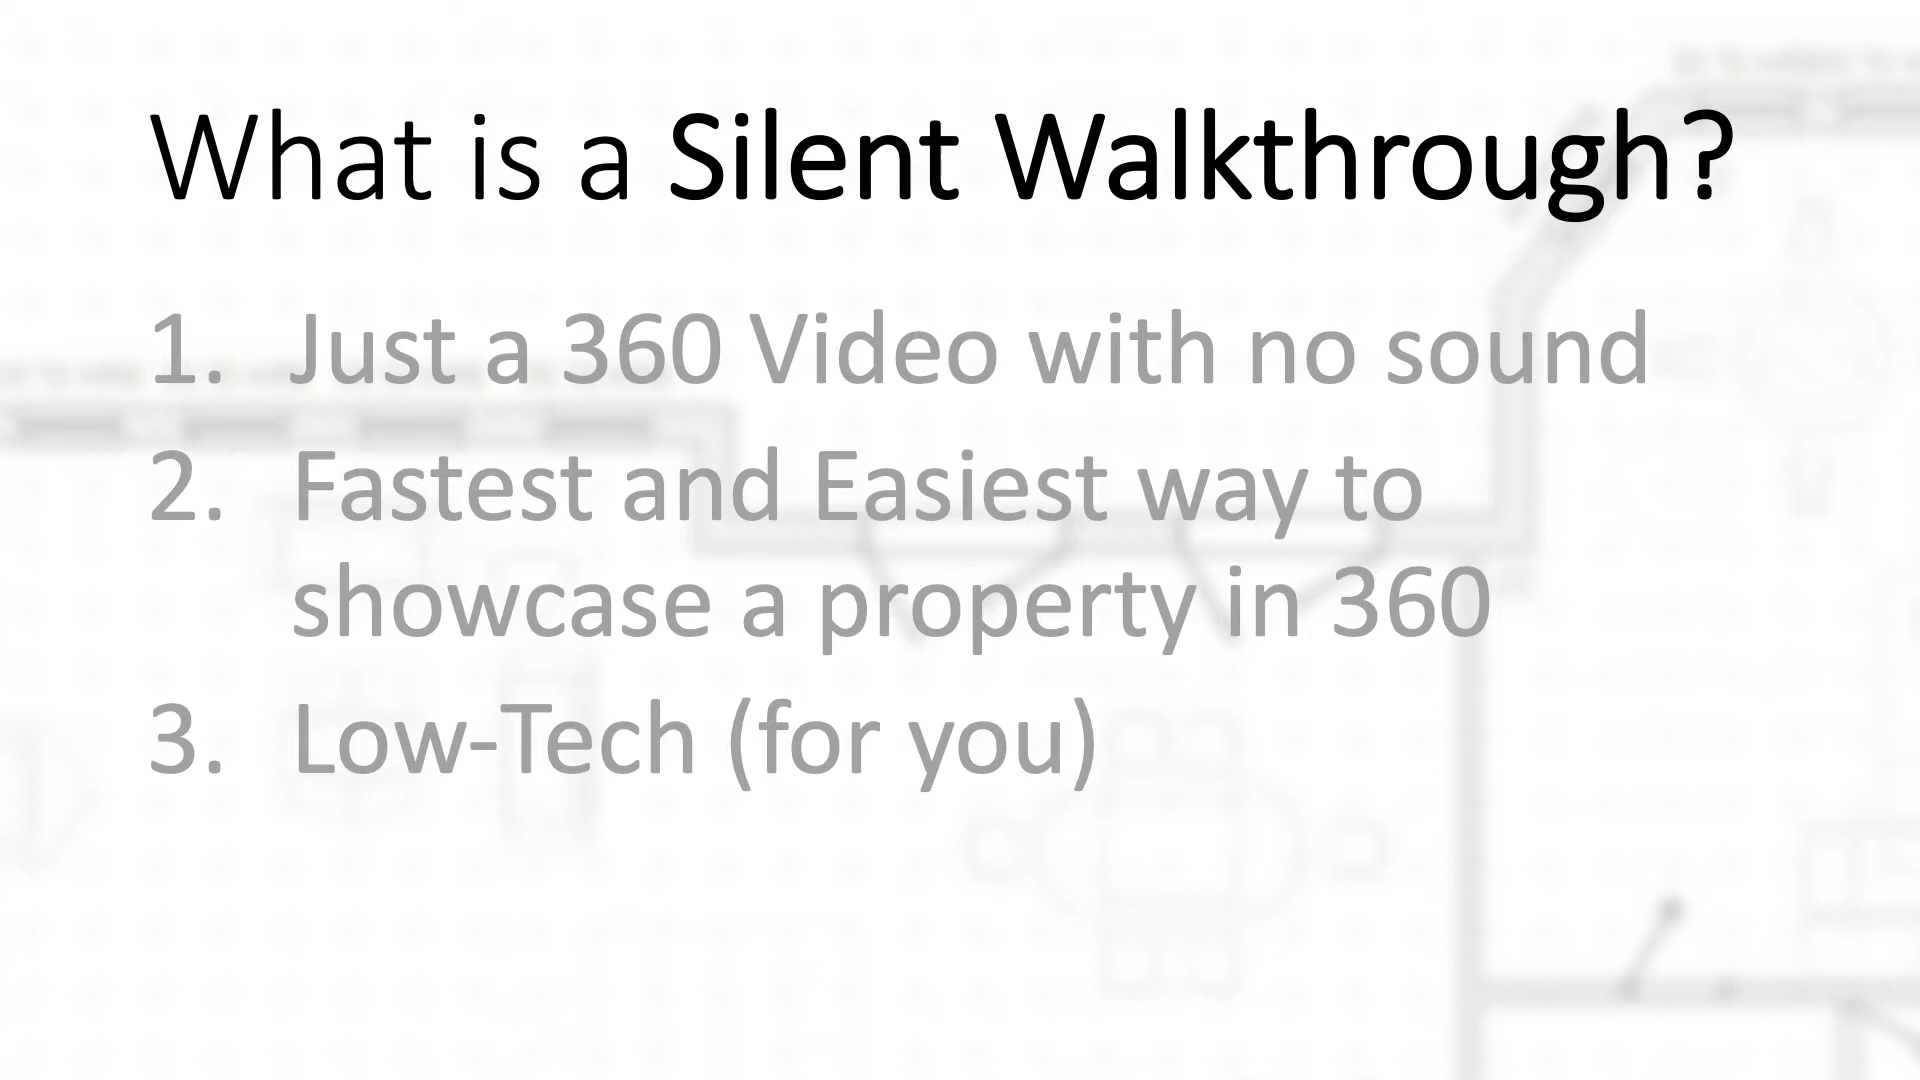 What is a Silent Walkthrough?
1. Just a 360 Video with no sound
2. Fastest and Easiest way to
showcase a property in 360
3. Low-Tech (for you)